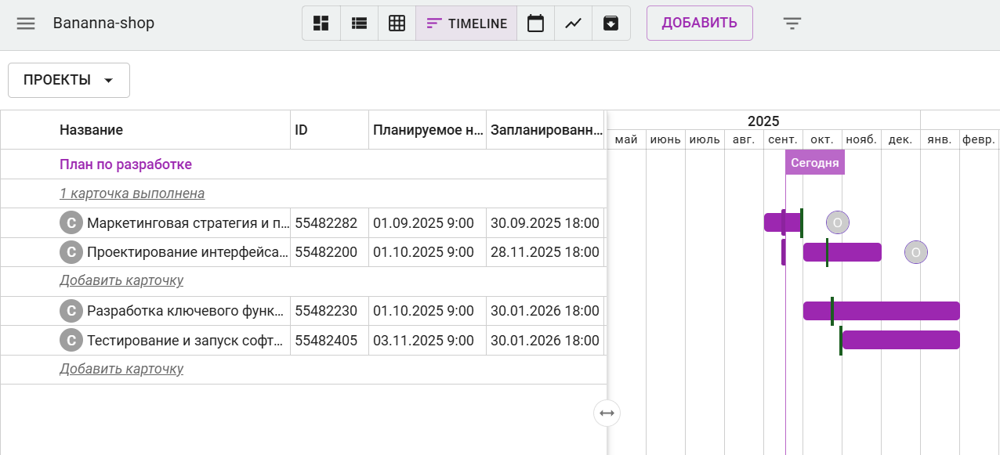 Bananna-shop
TIMELINE
ДОБАВИТЬ
ПРОЕКТЫ
Название ID Планируемое н... Запланированн...
2025
май июнь июль авг. сент. окт. нояб. дек. янв. февр.
План по разработке
Сегодня
1 карточка выполнена
С Маркетинговая стратегия и п... 55482282 01.09.2025 9:00 30.09.2025 18:00 O
С Проектирование интерфейса... 55482200 01.10.2025 9:00 28.11.2025 18:00 O
Добавить карточку
С Разработка ключевого функ... 55482230 01.10.2025 9:00 30.01.2026 18:00
С Тестирование и запуск софт... 55482405 03.11.2025 9:00 30.01.2026 18:00
Добавить карточку